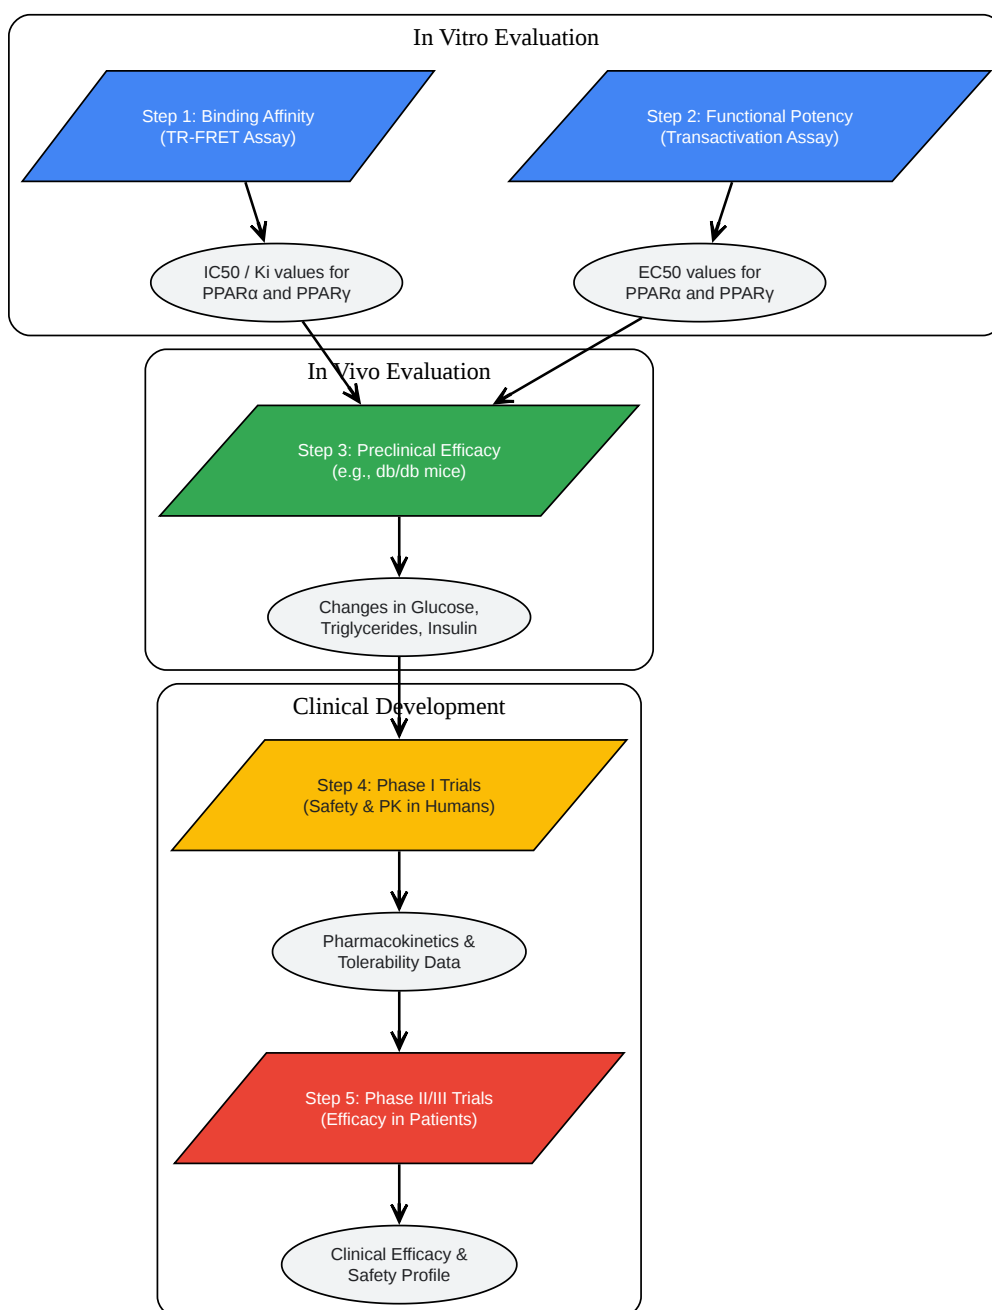 In Vitro Evaluation
Step 1: Binding Affinity
(TR-FRET Assay)
Step 2: Functional Potency
(Transactivation Assay)
IC50 / Ki values for
PPARα and PPARγ
EC50 values for
PPARα and PPARγ
In Vivo Evaluation
Step 3: Preclinical Efficacy
(e.g., db/db mice)
Changes in Glucose,
Triglycerides, Insulin
Clinical Development
Step 4: Phase I Trials
(Safety & PK in Humans)
Pharmacokinetics &
Tolerability Data
Step 5: Phase II/III Trials
(Efficacy in Patients)
Clinical Efficacy &
Safety Profile